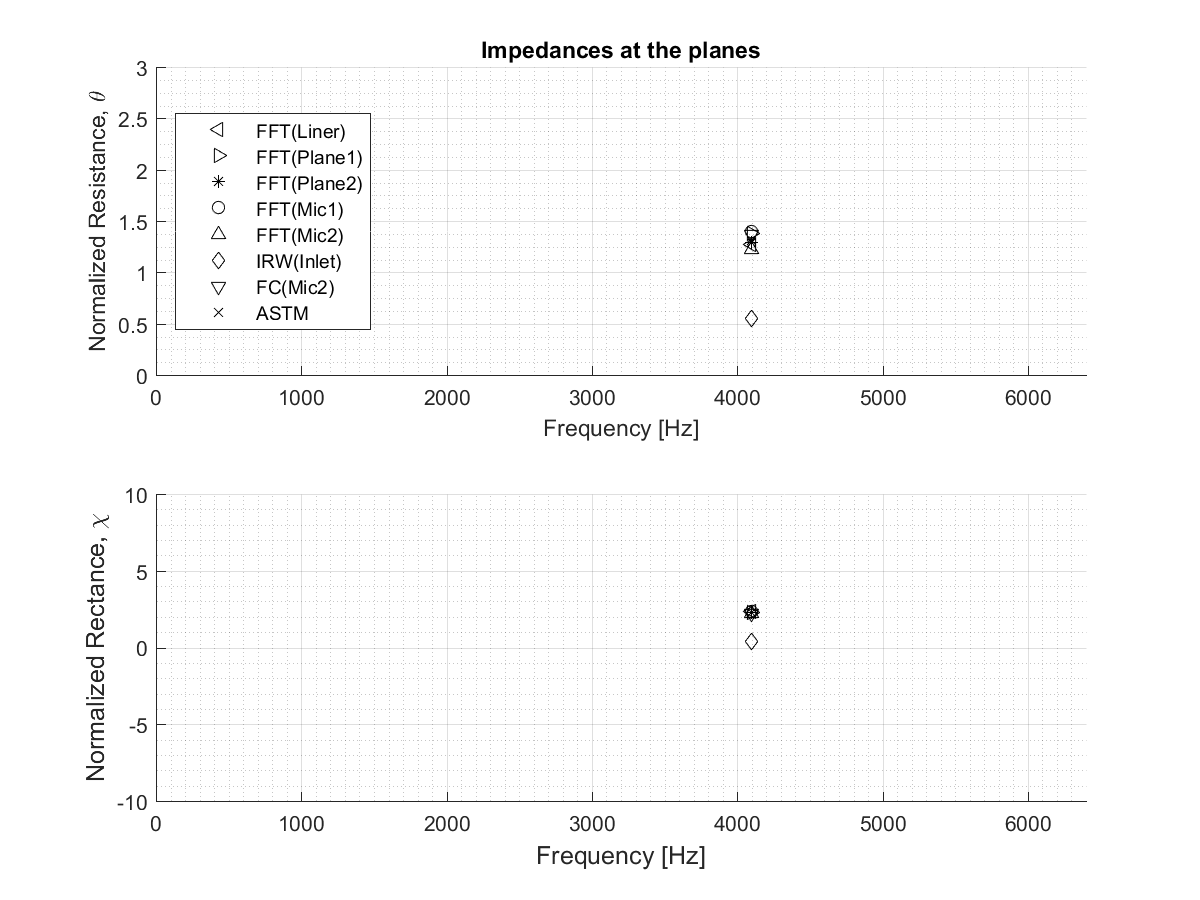 Impedances at the planes
Normalized Resistance, θ
3
2.5
2
1.5
1
0.5
0
FFT(Liner)
FFT(Plane1)
FFT(Plane2)
FFT(Mic1)
FFT(Mic2)
IRW(Inlet)
FC(Mic2)
ASTM
0 1000 2000 3000 4000 5000 6000
Frequency [Hz]
Normalized Rectance, χ
10
5
0
-5
-10
0 1000 2000 3000 4000 5000 6000
Frequency [Hz]